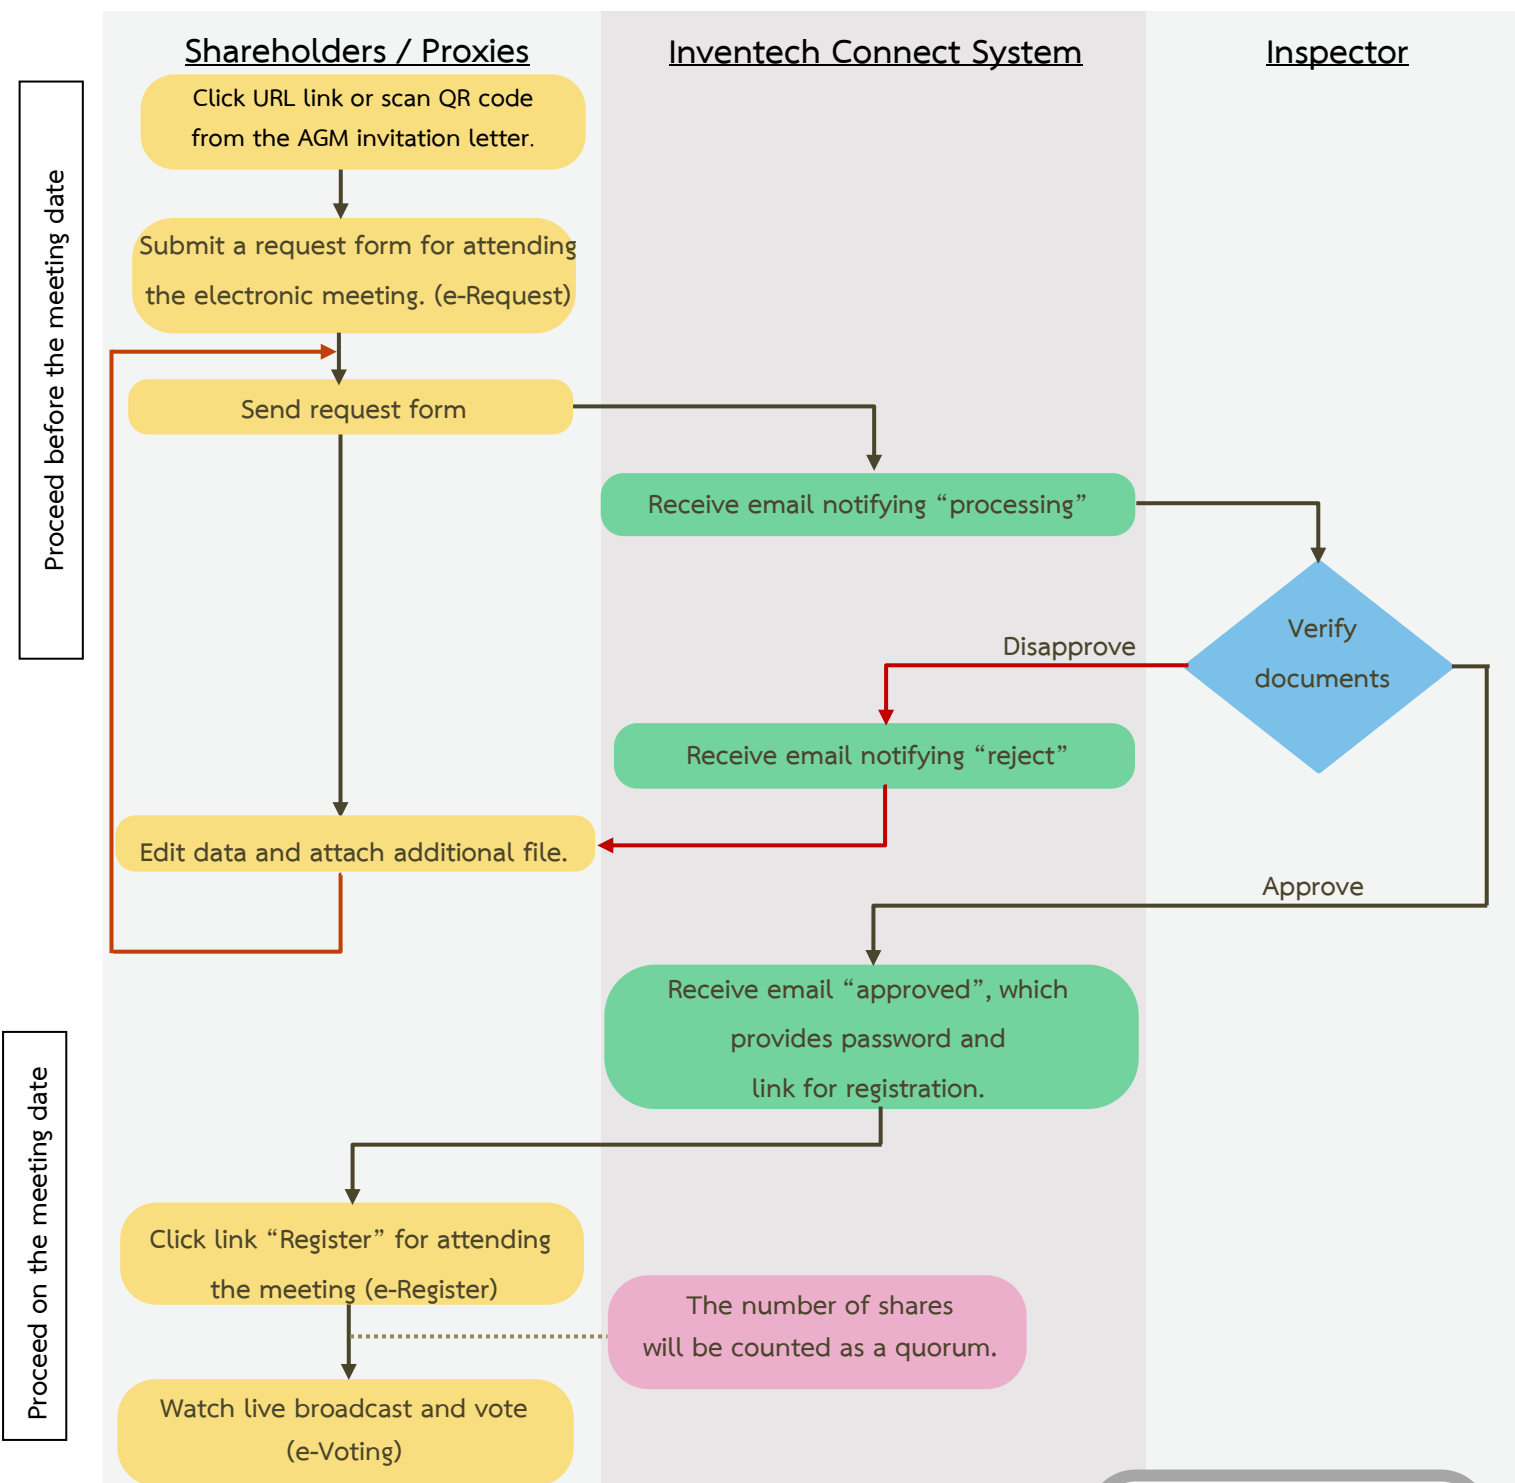 Shareholders / Proxies
Inventech Connect System
Inspector
Proceed before the meeting date
Click URL link or scan QR code
from the AGM invitation letter.
Submit a request form for attending
the electronic meeting. (e-Request)
Send request form
Receive email notifying “processing”
Verify
documents
Disapprove
Receive email notifying “reject”
Edit data and attach additional file.
Approve
Receive email “approved”, which
provides password and
link for registration.
Proceed on the meeting date
Click link “Register” for attending
the meeting (e-Register)
The number of shares
will be counted as a quorum.
Watch live broadcast and vote
(e-Voting)